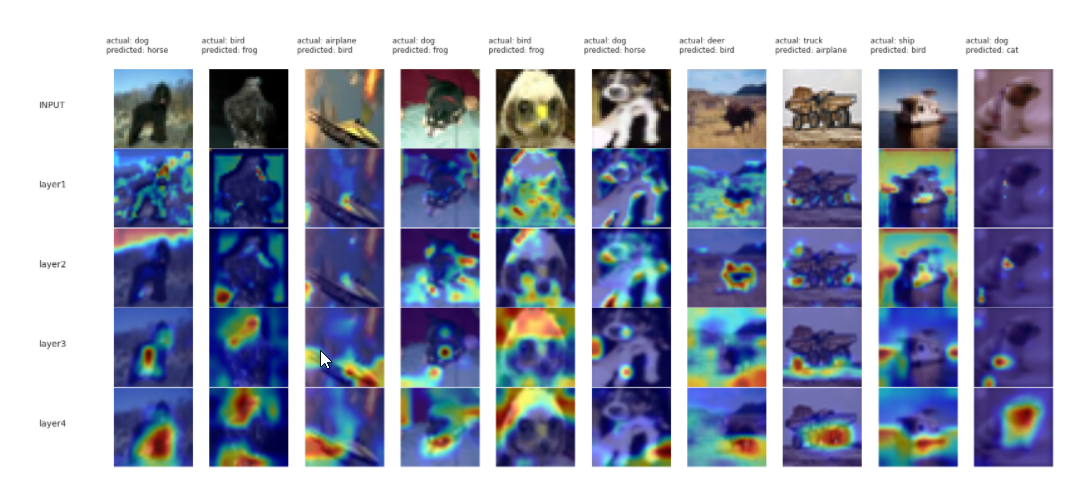 actual: dog
predicted: horse
actual: bird
predicted: frog
actual: airplane
predicted: bird
actual: dog
predicted: frog
actual: bird
predicted: frog
actual: dog
predicted: horse
actual: deer
predicted: bird
actual: truck
predicted: airplane
actual: ship
predicted: bird
actual: dog
predicted: cat
INPUT
layer1
layer2
layer3
layer4